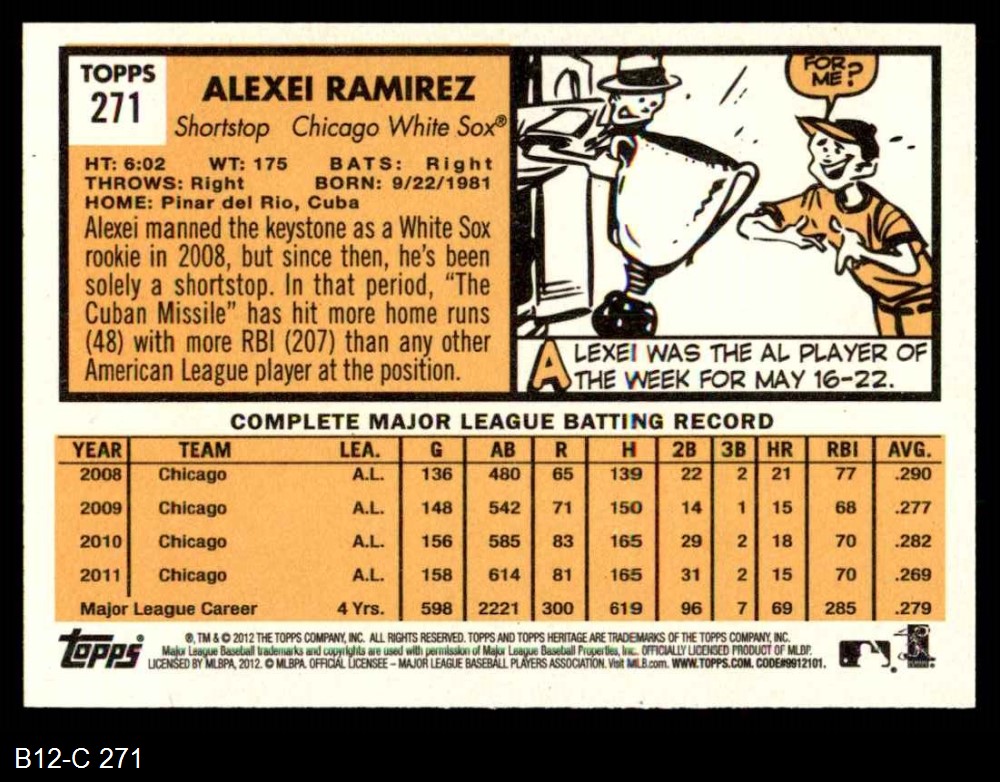 TOPPS
271
ALEXEI RAMIREZ
Shortstop Chicago White Sox®
HT: 6:02 WT: 175 BATS: Right
THROWS: Right BORN: 9/22/1981
HOME: Pinar del Rio, Cuba
Alexei manned the keystone as a White Sox
rookie in 2008, but since then, he's been
solely a shortstop. In that period, "The
Cuban Missile" has hit more home runs
(48) with more RBI (207) than any other
American League player at the position.
FOR
ME?
ALEXEI WAS THE AL PLAYER OF
THE WEEK FOR MAY 16-22.
COMPLETE MAJOR LEAGUE BATTING RECORD
YEAR TEAM LEA. G AB R H 2B 3B HR RBI AVG.
2008 Chicago A.L. 136 480 65 139 22 2 21 77 .290
2009 Chicago A.L. 148 542 71 150 14 1 15 68 .277
2010 Chicago A.L. 156 585 83 165 29 2 18 70 .282
2011 Chicago A.L. 158 614 81 165 31 2 15 70 .269
Major League Career 4 Yrs. 598 2221 300 619 96 7 69 285 .279
topps
®, TM & © 2012 THE TOPPS COMPANY, INC. ALL RIGHTS RESERVED. TOPPS AND TOPPS HERITAGE ARE TRADEMARKS OF THE TOPPS COMPANY, INC.
Major League Baseball trademarks and copyrights are used with permission of Major League Baseball Properties, Inc. OFFICIALLY LICENSED PRODUCT OF MLBP.
LICENSED BY MLBPA, 2012. © MLBPA. OFFICIAL LICENSEE – MAJOR LEAGUE BASEBALL PLAYERS ASSOCIATION. Visit MLB.com. WWW.TOPPS.COM. CODE#9912101.
B12-C 271